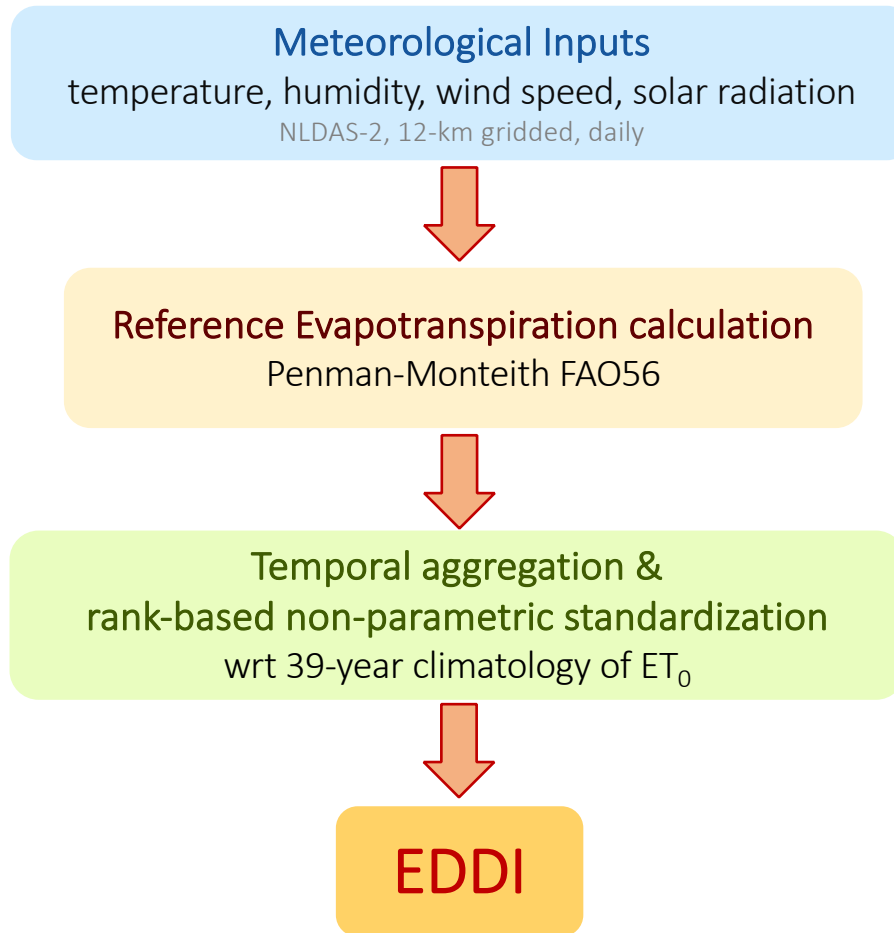 Meteorological Inputs
temperature, humidity, wind speed, solar radiation
NLDAS-2, 12-km gridded, daily
Reference Evapotranspiration calculation
Penman-Monteith FAO56
Temporal aggregation &
rank-based non-parametric standardization
wrt 39-year climatology of ET₀
EDDI